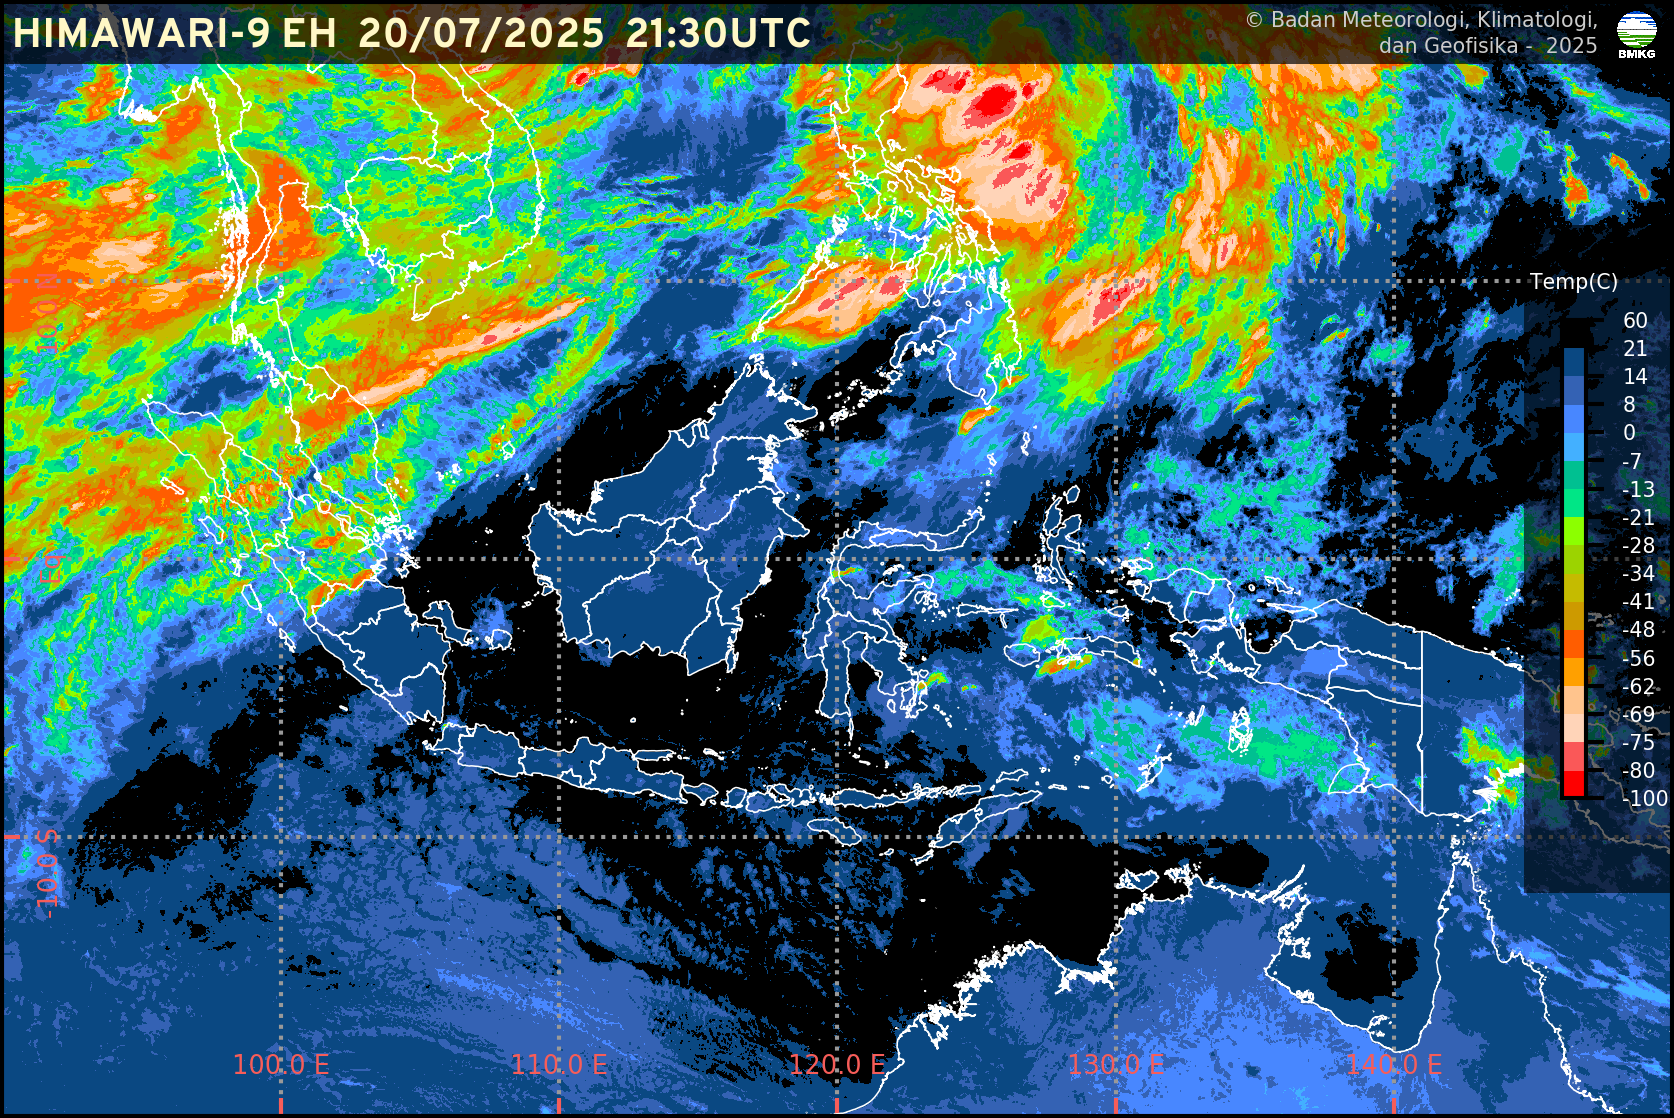 HIMAWARI-9 EH 20/07/2025 21:30UTC
© Badan Meteorologi, Klimatologi,
dan Geofisika - 2025
BMKG
Temp(C)
60
21
14
8
0
-7
-13
-21
-28
-34
-41
-48
-56
-62
-69
-75
-80
-100
10.0 N
Eq
-10.0 S
100.0 E
110.0 E
120.0 E
130.0 E
140.0 E